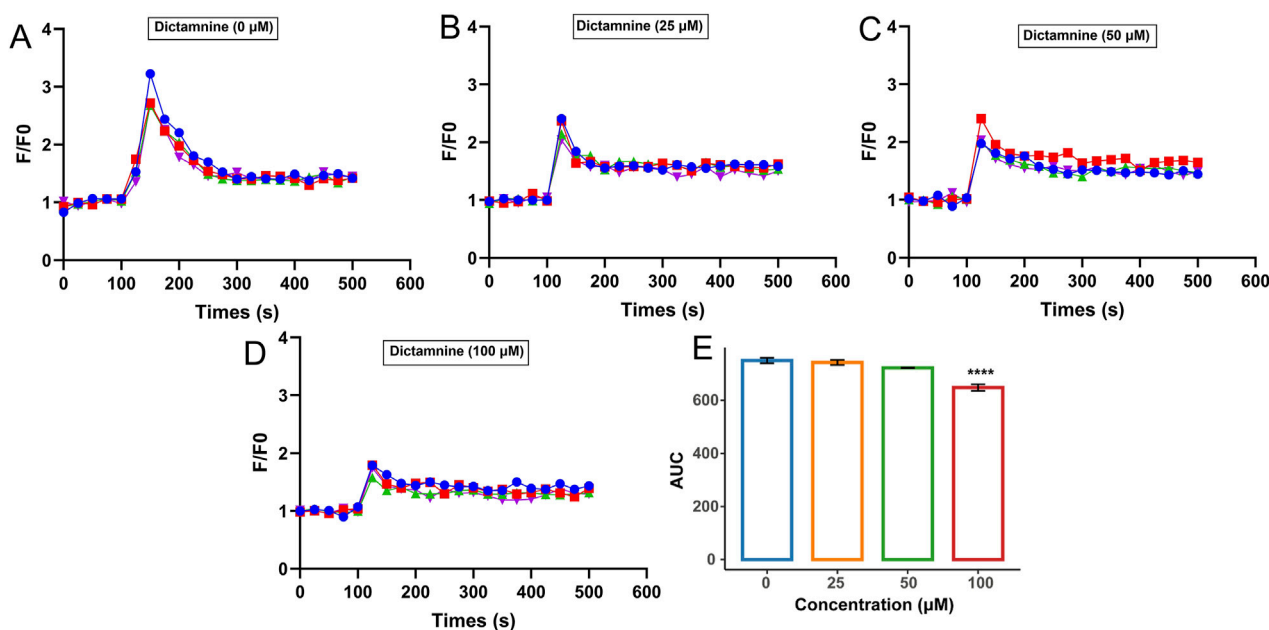 A
Dictamnine (0 μM)
4
3
2
1
0
F/F0
0 100 200 300 400 500 600
Times (s)
B
Dictamnine (25 μM)
4
3
2
1
0
F/F0
0 100 200 300 400 500 600
Times (s)
C
Dictamnine (50 μM)
4
3
2
1
0
F/F0
0 100 200 300 400 500 600
Times (s)
D
Dictamnine (100 μM)
4
3
2
1
0
F/F0
0 100 200 300 400 500 600
Times (s)
E
****
600
400
200
0
AUC
0 25 50 100
Concentration (μM)